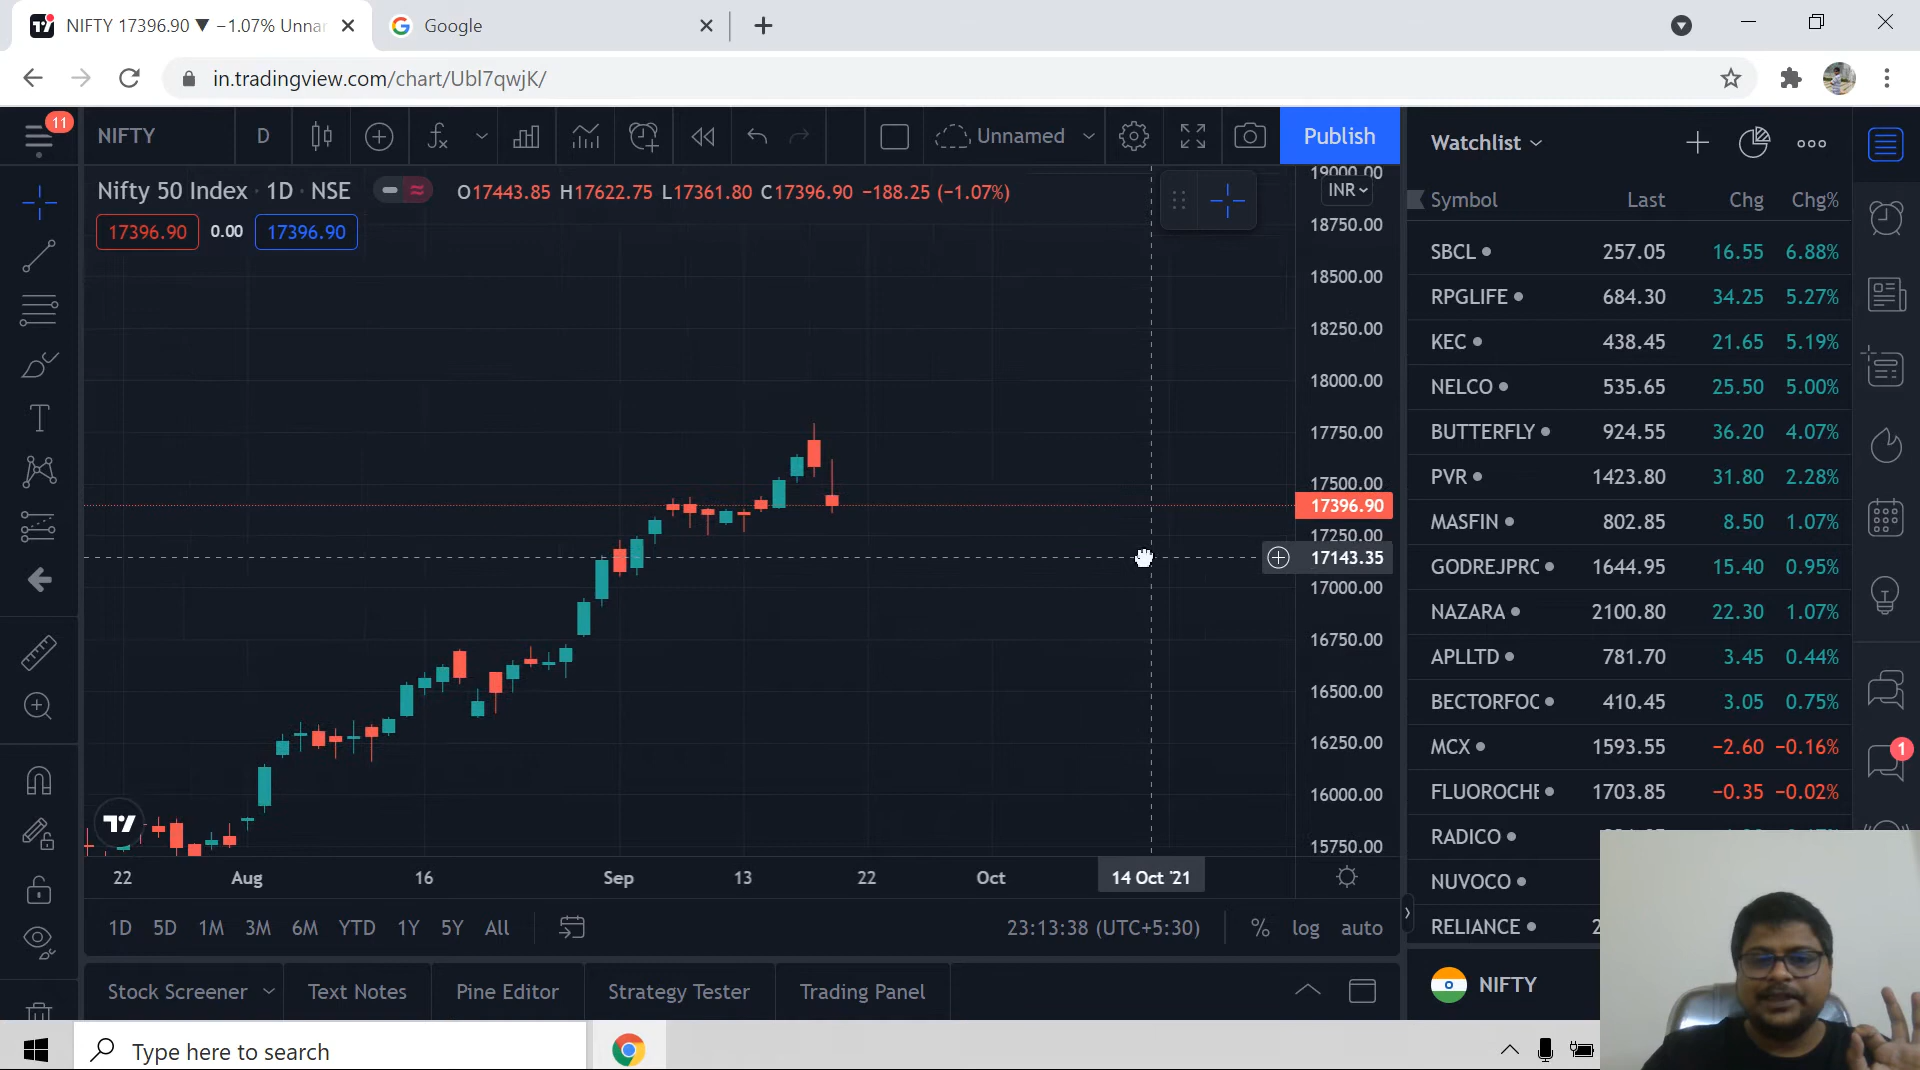 NIFTY 17396.90 ▼ −1.07% Unnar
Google
in.tradingview.com/chart/Ubl7qwjK/
11
NIFTY
D
Unnamed
Publish
Watchlist
Nifty 50 Index · 1D · NSE
O17443.85 H17622.75 L17361.80 C17396.90 −188.25 (−1.07%)
17396.90 0.00 17396.90
19000.00
INR
18750.00
18500.00
18250.00
18000.00
17750.00
17500.00
17396.90
17250.00
17143.35
17000.00
16750.00
16500.00
16250.00
16000.00
15750.00
22 Aug 16 Sep 13 22 Oct 14 Oct '21
1D 5D 1M 3M 6M YTD 1Y 5Y All
23:13:38 (UTC+5:30) % log auto
Stock Screener Text Notes Pine Editor Strategy Tester Trading Panel
Symbol Last Chg Chg%
SBCL 257.05 16.55 6.88%
RPGLIFE 684.30 34.25 5.27%
KEC 438.45 21.65 5.19%
NELCO 535.65 25.50 5.00%
BUTTERFLY 924.55 36.20 4.07%
PVR 1423.80 31.80 2.28%
MASFIN 802.85 8.50 1.07%
GODREJPRC 1644.95 15.40 0.95%
NAZARA 2100.80 22.30 1.07%
APLLTD 781.70 3.45 0.44%
BECTORFOC 410.45 3.05 0.75%
MCX 1593.55 −2.60 −0.16%
FLUOROCHE 1703.85 −0.35 −0.02%
RADICO
NUVOCO
RELIANCE 2
NIFTY
1
Type here to search